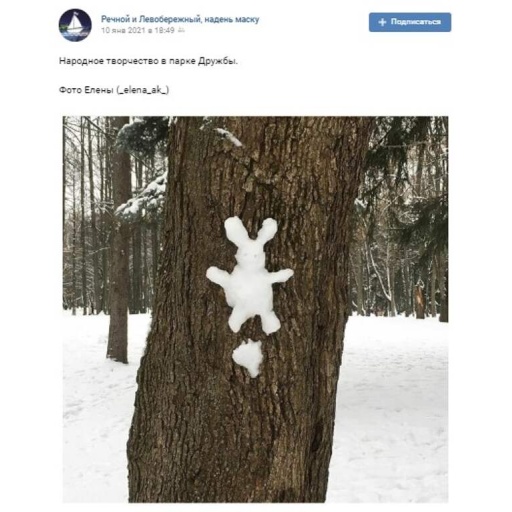 Речной и Левобережный, надень маску
10 янв 2021 в 18:49
Подписаться
Народное творчество в парке Дружбы.
Фото Елены (_elena_ak_)